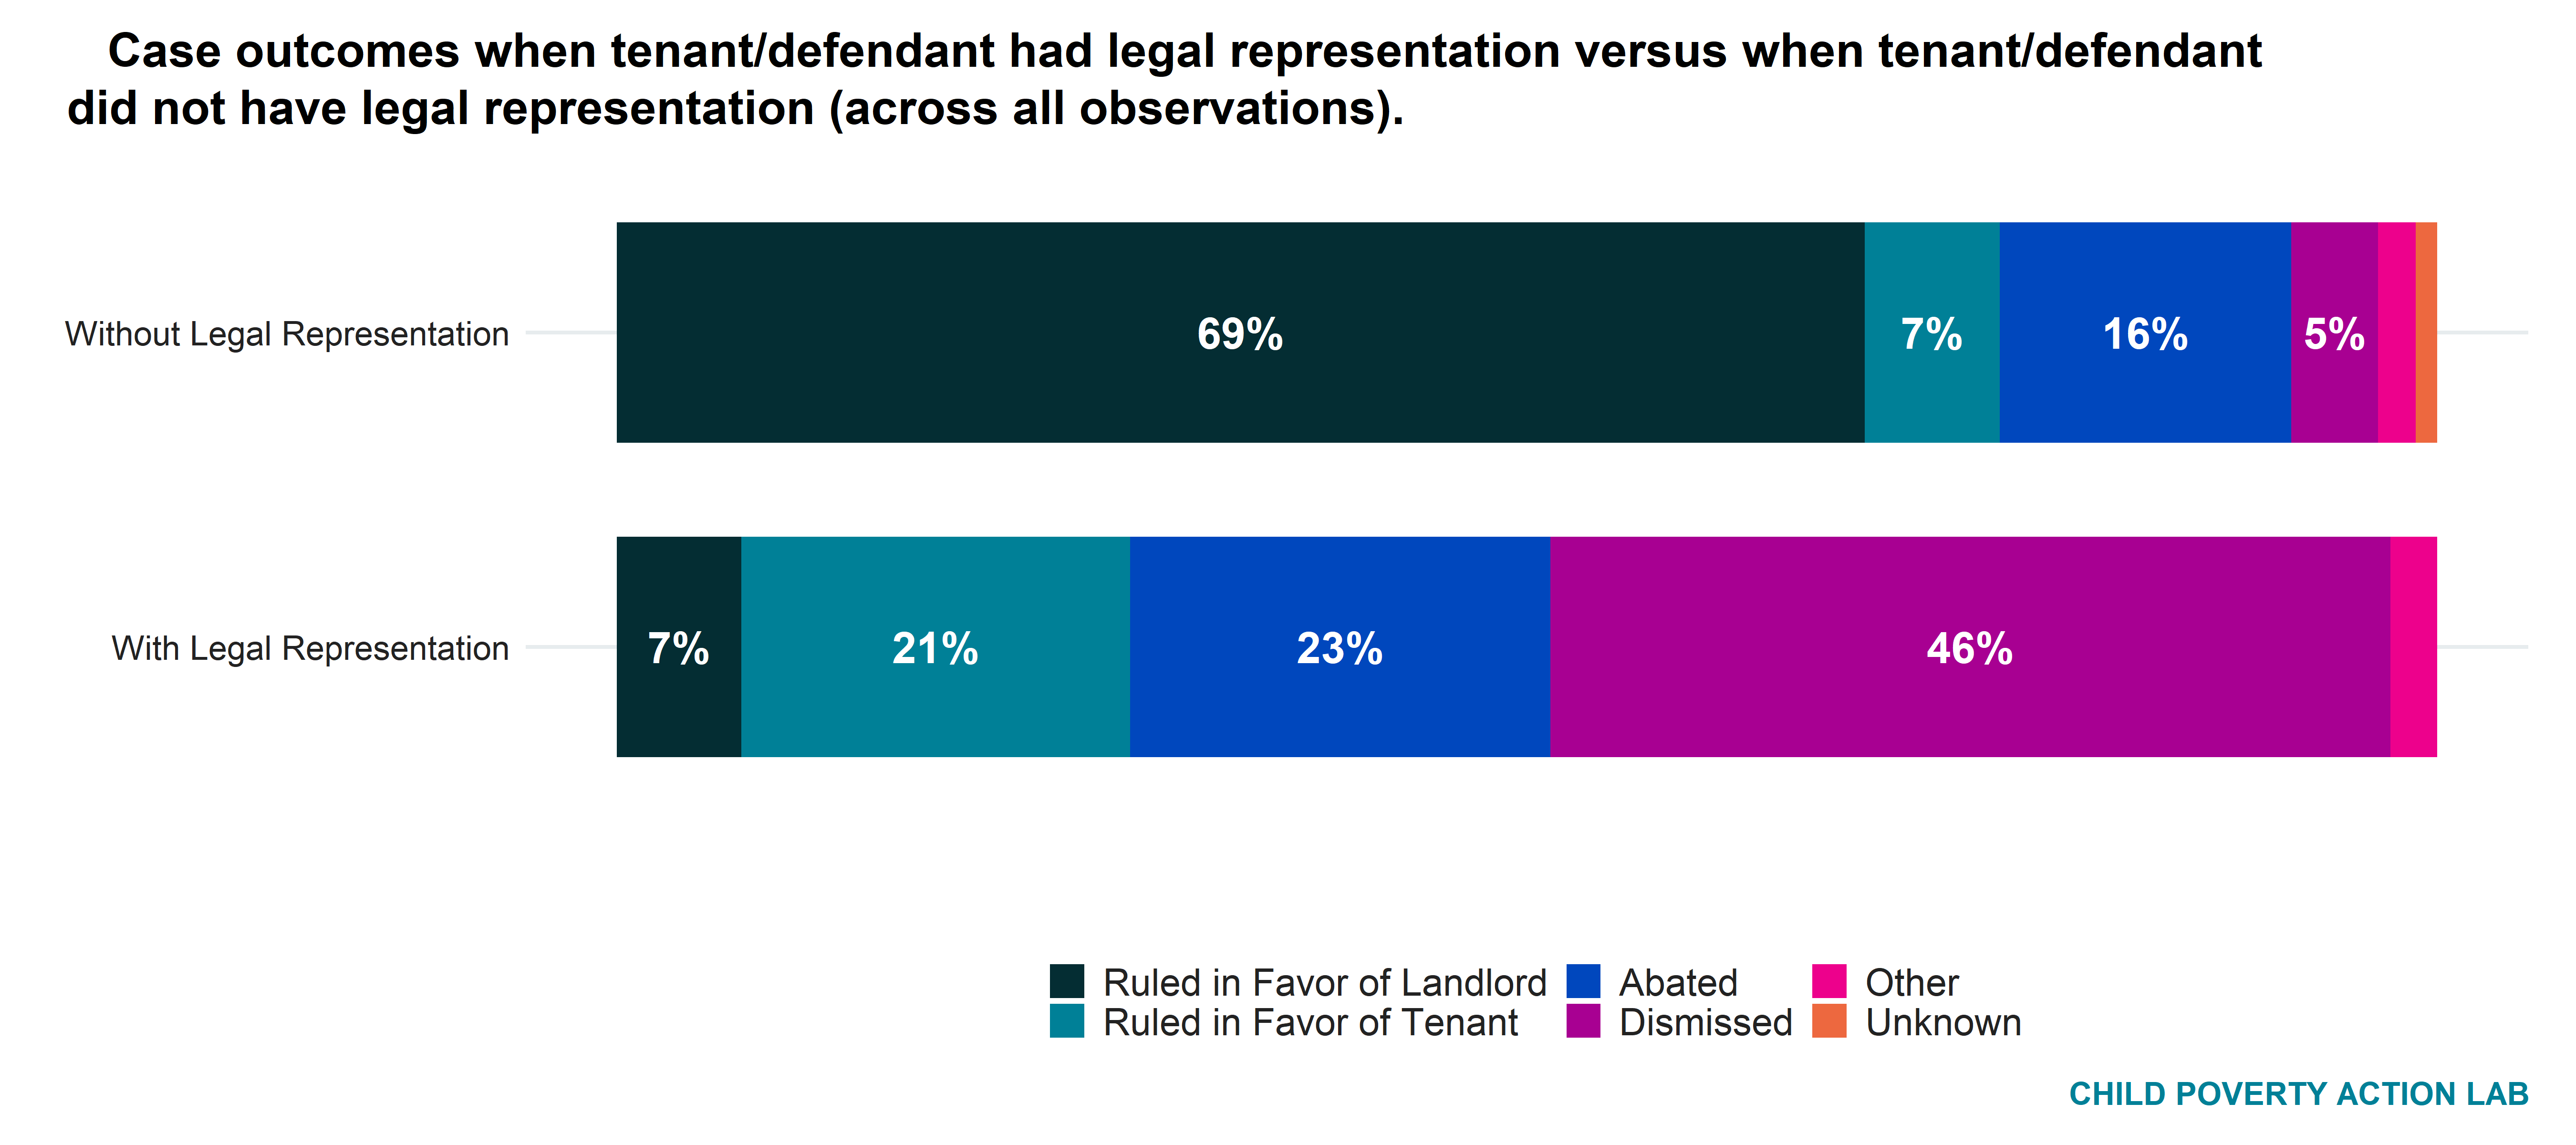 Case outcomes when tenant/defendant had legal representation versus when tenant/defendant
did not have legal representation (across all observations).
Without Legal Representation
69%
7%
16%
5%
With Legal Representation
7%
21%
23%
46%
Ruled in Favor of Landlord
Abated
Other
Ruled in Favor of Tenant
Dismissed
Unknown
CHILD POVERTY ACTION LAB